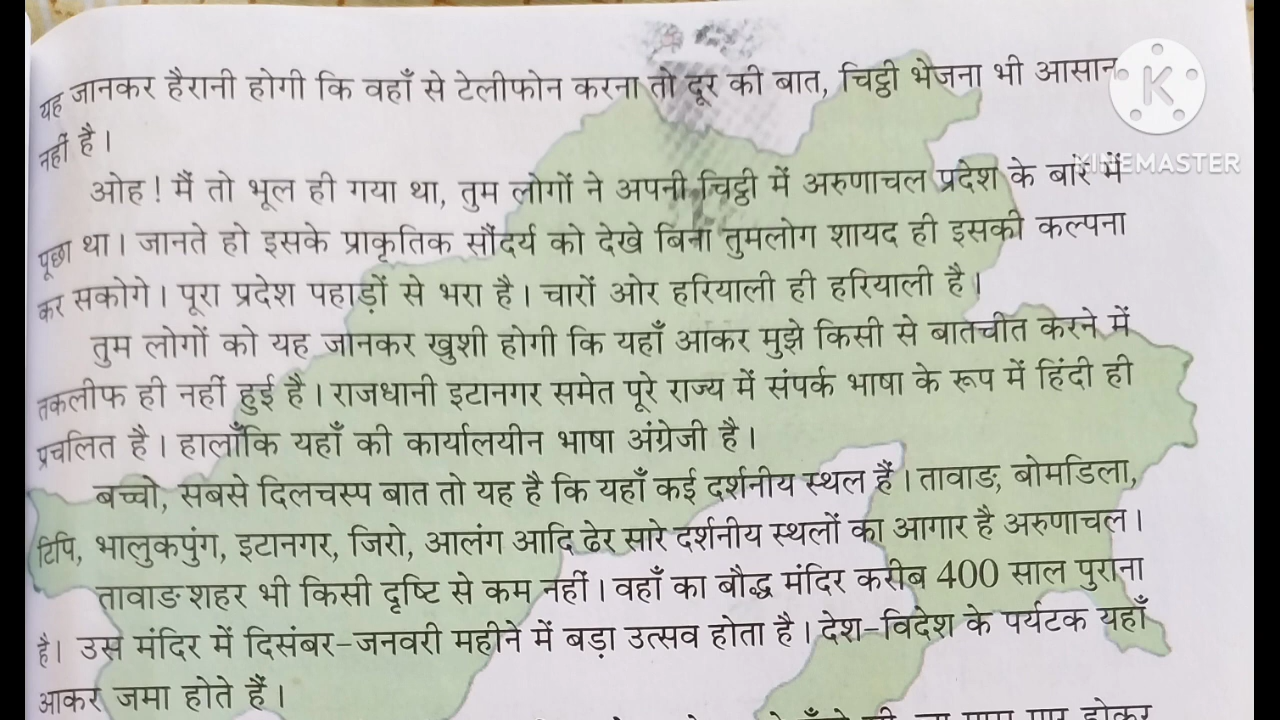 यह जानकर हैरानी होगी कि वहाँ से टेलीफोन करना तो दूर की बात, चिट्ठी भेजना भी आसान
नहीं है।
ओह! मैं तो भूल ही गया था, तुम लोगों ने अपनी चिट्ठी में अरुणाचल प्रदेश के बारे में
पूछा था। जानते हो इसके प्राकृतिक सौंदर्य को देखे बिना तुमलोग शायद ही इसकी कल्पना
कर सकोगे। पूरा प्रदेश पहाड़ों से भरा है। चारों ओर हरियाली ही हरियाली है।
तुम लोगों को यह जानकर खुशी होगी कि यहाँ आकर मुझे किसी से बातचीत करने में
तकलीफ ही नहीं हुई है। राजधानी इटानगर समेत पूरे राज्य में संपर्क भाषा के रूप में हिंदी ही
प्रचलित है। हालाँकि यहाँ की कार्यालयीन भाषा अंग्रेजी है।
बच्चो, सबसे दिलचस्प बात तो यह है कि यहाँ कई दर्शनीय स्थल हैं। तावाङ, बोमडिला,
टिपि, भालुकपुंग, इटानगर, जिरो, आलंग आदि ढेर सारे दर्शनीय स्थलों का आगार है अरुणाचल।
तावाङ शहर भी किसी दृष्टि से कम नहीं। वहाँ का बौद्ध मंदिर करीब 400 साल पुराना
है। उस मंदिर में दिसंबर-जनवरी महीने में बड़ा उत्सव होता है। देश-विदेश के पर्यटक यहाँ
आकर जमा होते हैं।
KINEMASTER